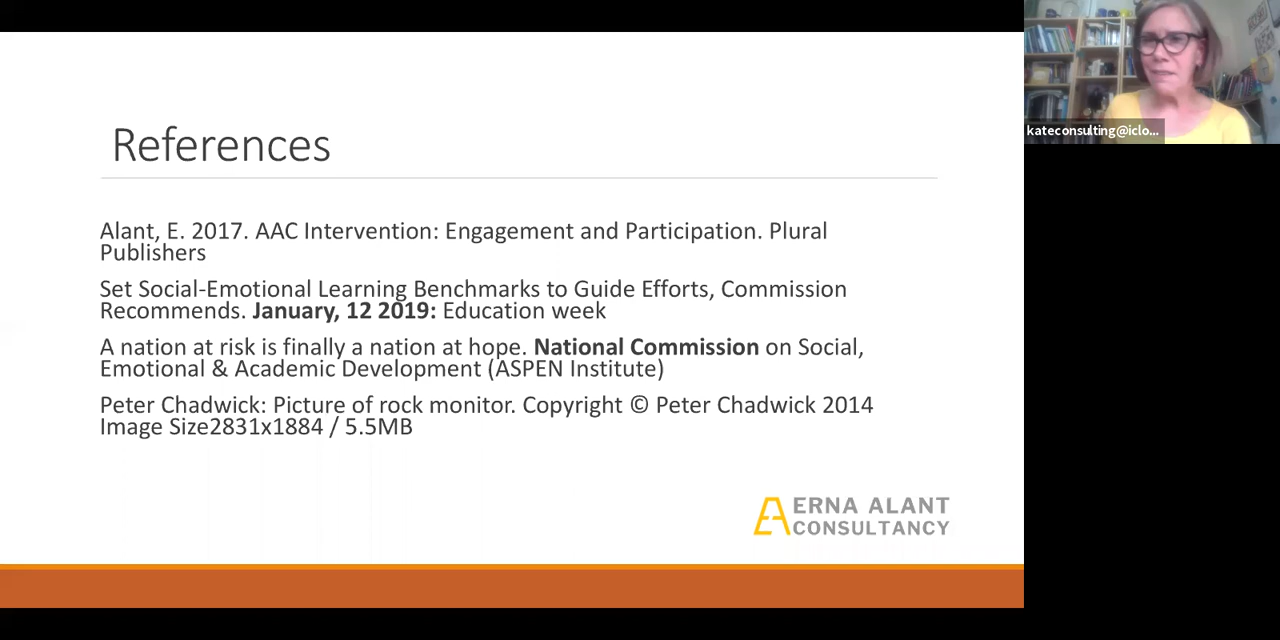 References
Alant, E. 2017. AAC Intervention: Engagement and Participation. Plural
Publishers
Set Social-Emotional Learning Benchmarks to Guide Efforts, Commission
Recommends. January, 12 2019: Education week
A nation at risk is finally a nation at hope. National Commission on Social,
Emotional & Academic Development (ASPEN Institute)
Peter Chadwick: Picture of rock monitor. Copyright © Peter Chadwick 2014
Image Size2831x1884 / 5.5MB
ERNA ALANT
CONSULTANCY
kateconsulting@iclo...